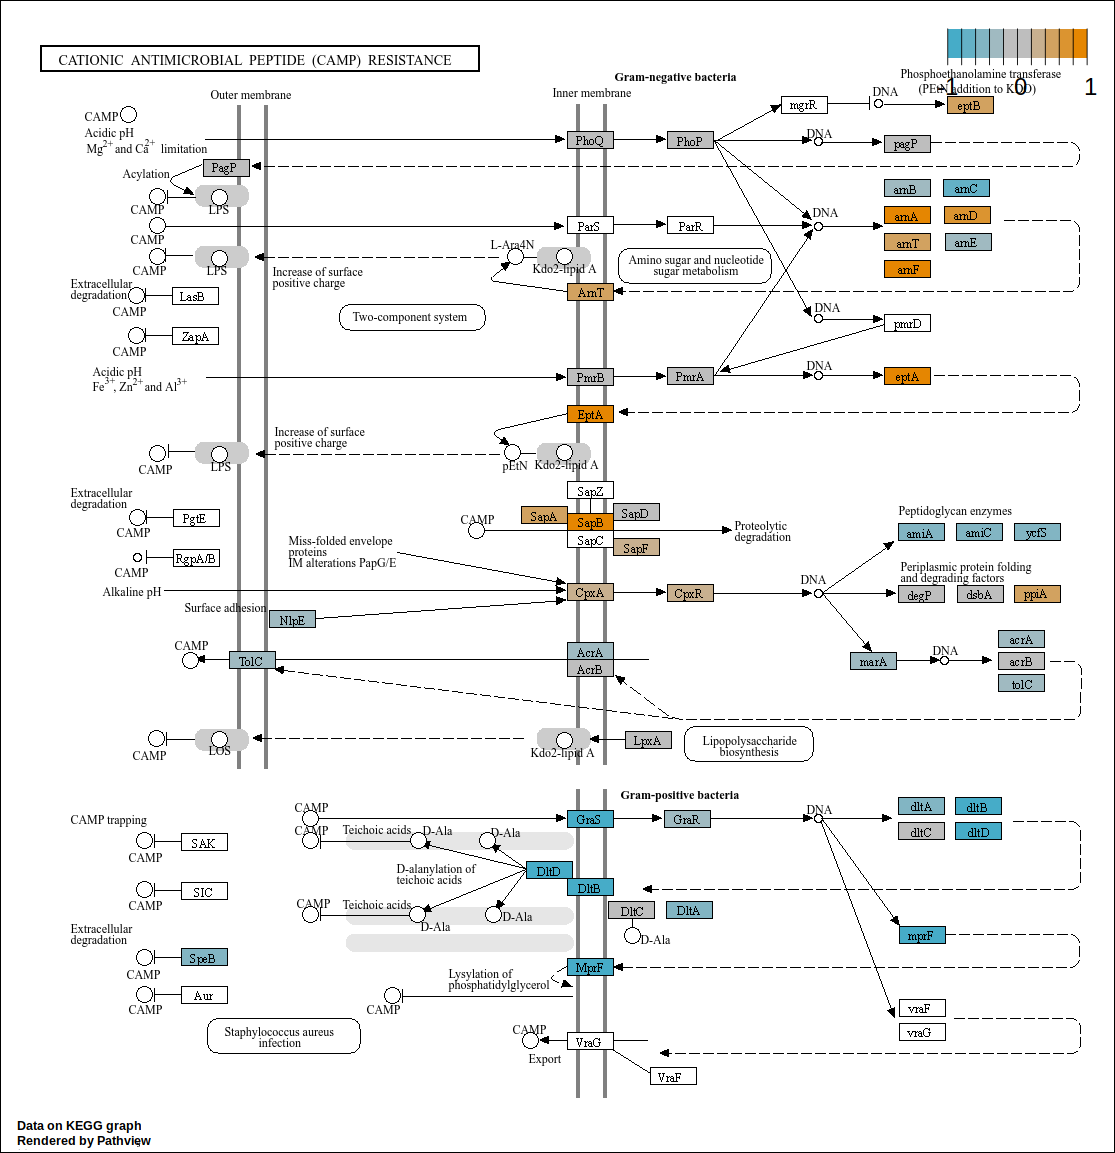 CATIONIC ANTIMICROBIAL PEPTIDE (CAMP) RESISTANCE
-1 0 1
Phosphoethanolamine transferase
(PEtN addition to KDO)
Gram-negative bacteria
Outer membrane
Inner membrane
DNA
mgrR
eptB
CAMP
Acidic pH
Mg2+ and Ca2+ limitation
PhoQ
PhoP
DNA
pagP
PagP
Acylation
CAMP
LPS
arnB
arnC
CAMP
ParS
ParR
DNA
arnA
arnD
arnT
arnE
arnF
CAMP
LPS
Increase of surface
positive charge
L-Ara4N
Kdo2-lipid A
Amino sugar and nucleotide
sugar metabolism
ArnT
Extracellular
degradation
LasB
CAMP
Two-component system
DNA
pmrD
ZapA
CAMP
Acidic pH
Fe3+, Zn2+ and Al3+
PmrB
PmrA
DNA
eptA
EptA
Increase of surface
positive charge
CAMP
LPS
pEtN
Kdo2-lipid A
Extracellular
degradation
PgtE
CAMP
SapZ
CAMP
SapA
SapB
SapD
SapC
SapF
Proteolytic
degradation
Peptidoglycan enzymes
amiA
amiC
ycfS
RgpA/B
CAMP
Miss-folded envelope
proteins
IM alterations PapG/E
Periplasmic protein folding
and degrading factors
degP
dsbA
ppiA
Alkaline pH
CpxA
CpxR
DNA
Surface adhesion
NlpE
CAMP
TolC
AcrA
AcrB
marA
DNA
acrA
acrB
tolC
CAMP
LOS
Kdo2-lipid A
LpxA
Lipopolysaccharide
biosynthesis
Gram-positive bacteria
CAMP
GraS
GraR
DNA
dltA
dltB
dltC
dltD
CAMP trapping
SAK
CAMP
CAMP
Teichoic acids
D-Ala
D-Ala
D-alanylation of
teichoic acids
DltD
DltB
SIC
CAMP
CAMP
Teichoic acids
D-Ala
D-Ala
DltC
DltA
D-Ala
Extracellular
degradation
SpeB
CAMP
mprF
MprF
Lysylation of
phosphatidylglycerol
Aur
CAMP
CAMP
vraF
vraG
Staphylococcus aureus
infection
CAMP
Export
VraG
VraF
Data on KEGG graph
Rendered by Pathview